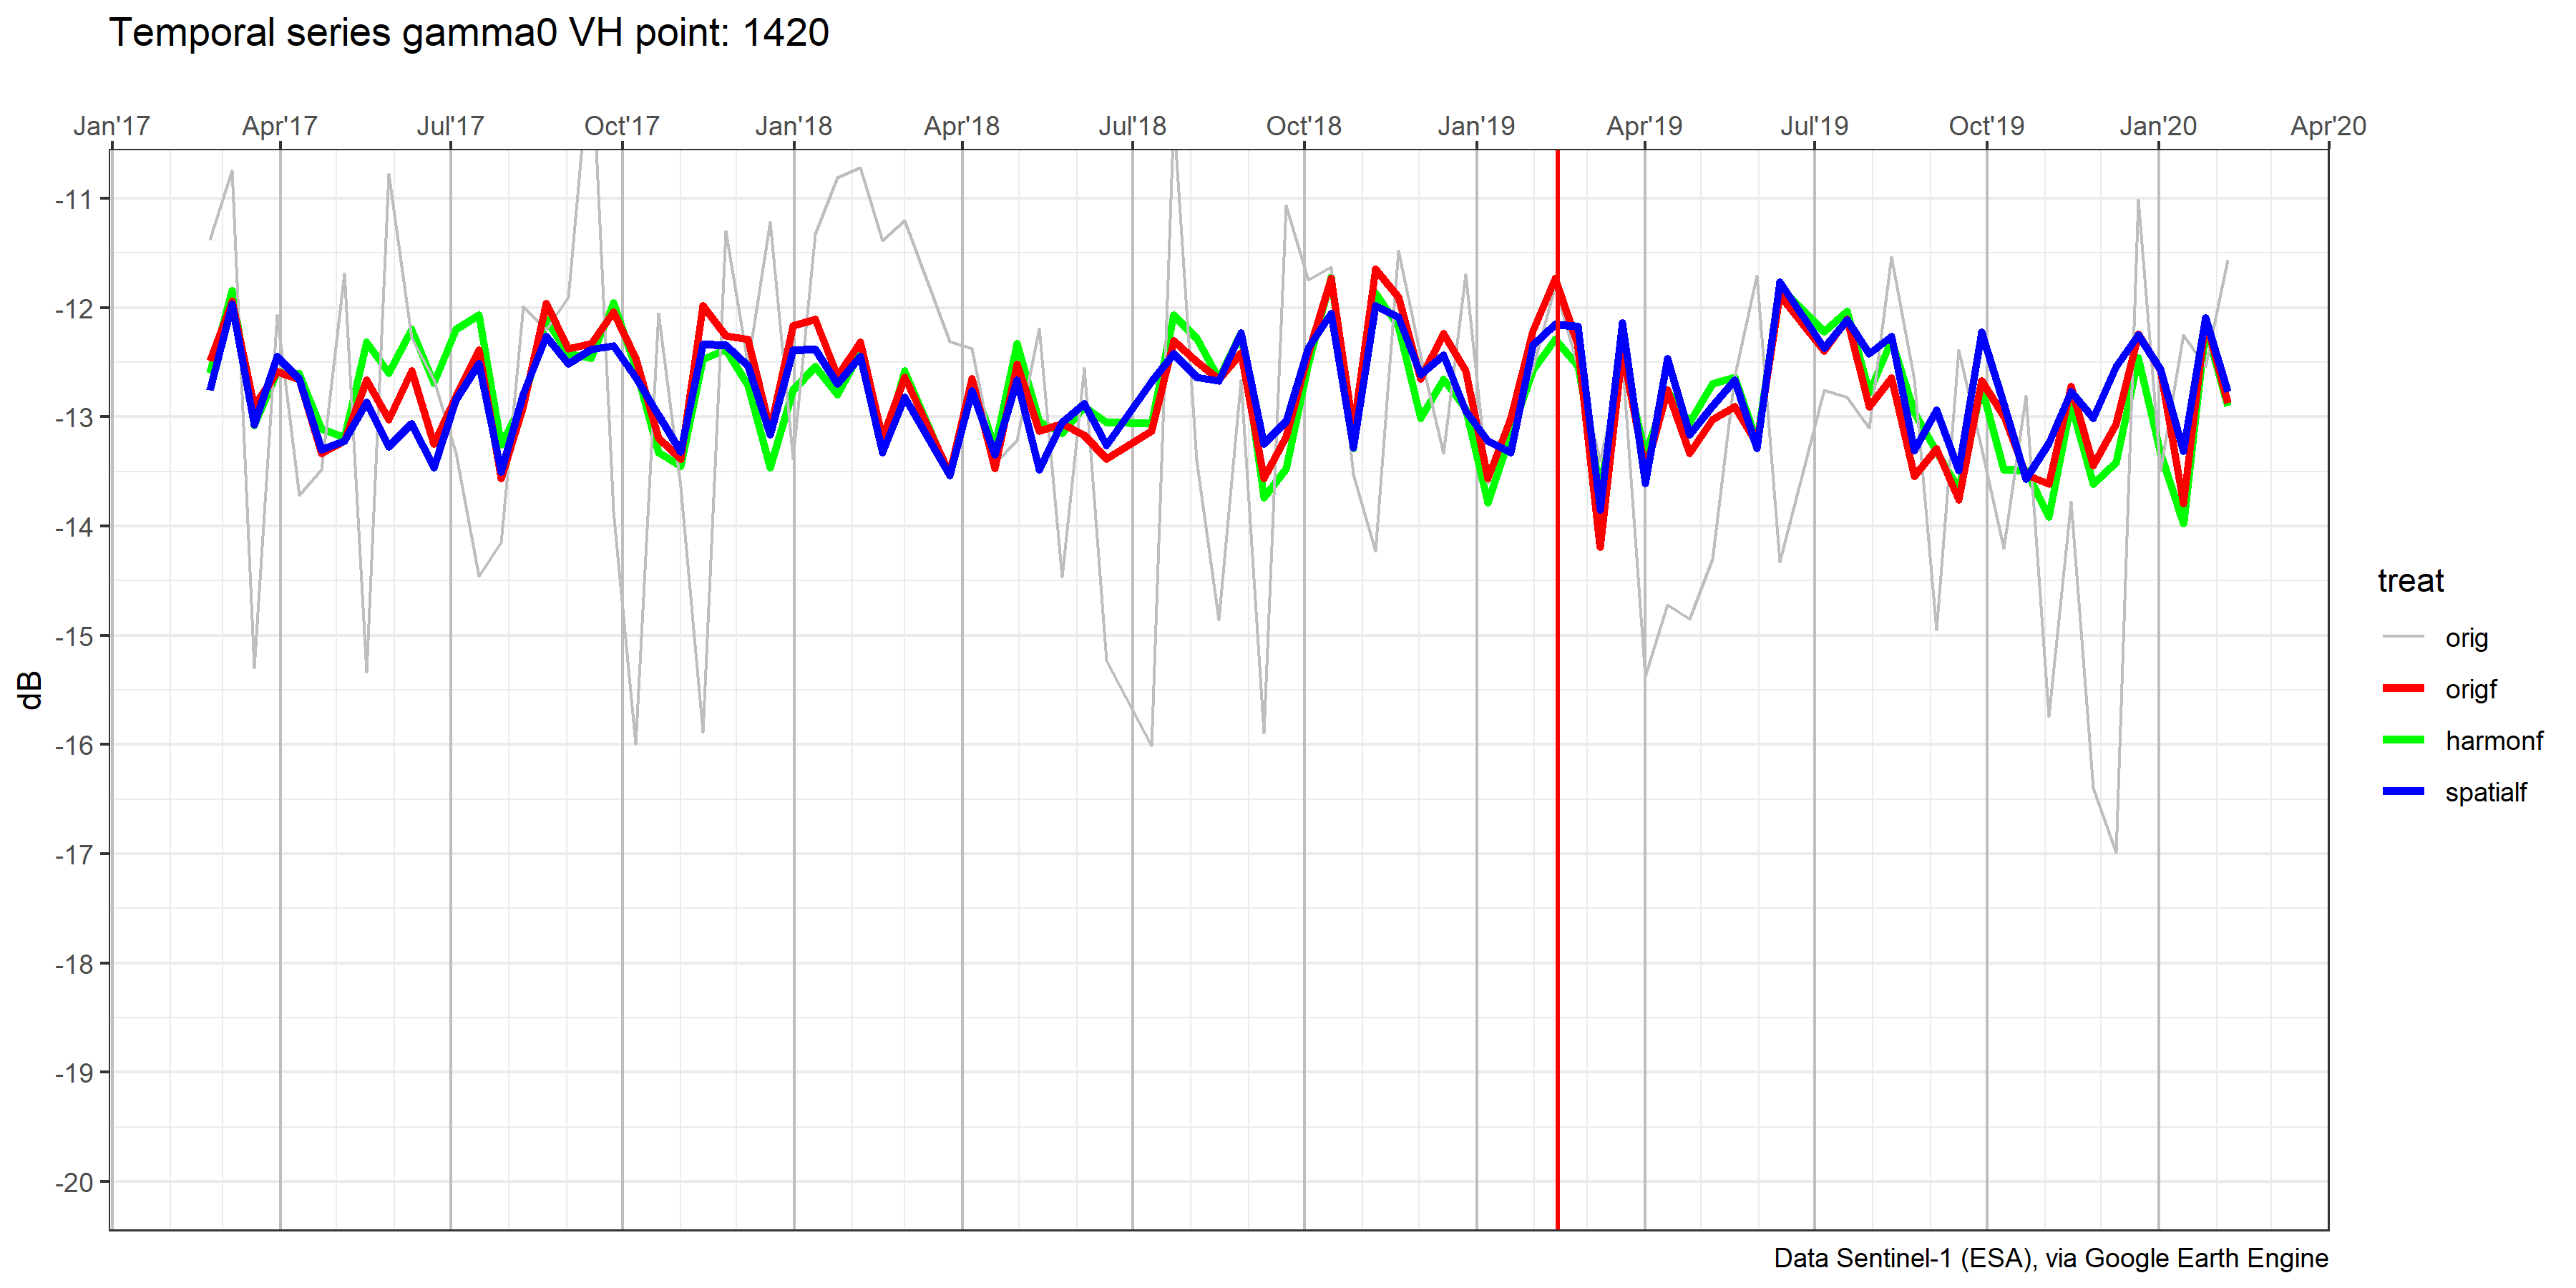 Temporal series gamma0 VH point: 1420
Jan'17 Apr'17 Jul'17 Oct'17 Jan'18 Apr'18 Jul'18 Oct'18 Jan'19 Apr'19 Jul'19 Oct'19 Jan'20 Apr'20
-11
-12
-13
-14
-15
-16
-17
-18
-19
-20
dB
treat
orig
origf
harmonf
spatialf
Data Sentinel-1 (ESA), via Google Earth Engine